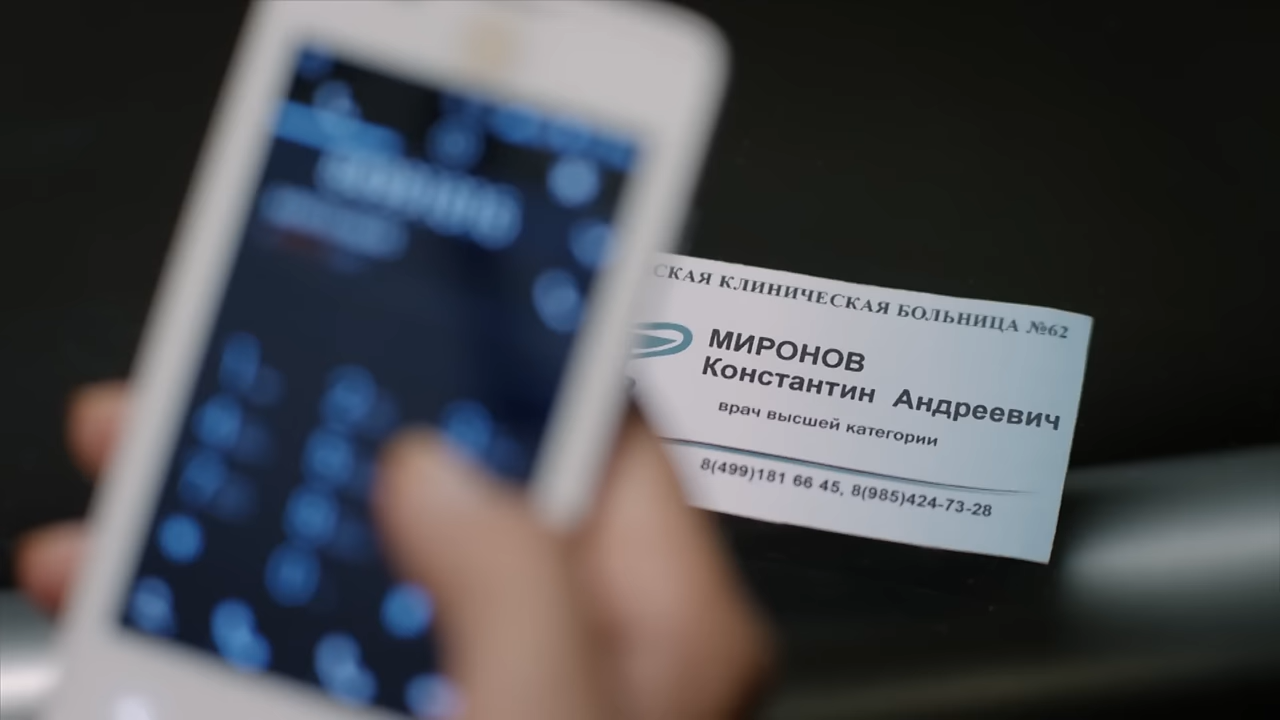 СКАЯ КЛИНИЧЕСКАЯ БОЛЬНИЦА №62
МИРОНОВ
Константин Андреевич
врач высшей категории
8(499)181 66 45, 8(985)424-73-28